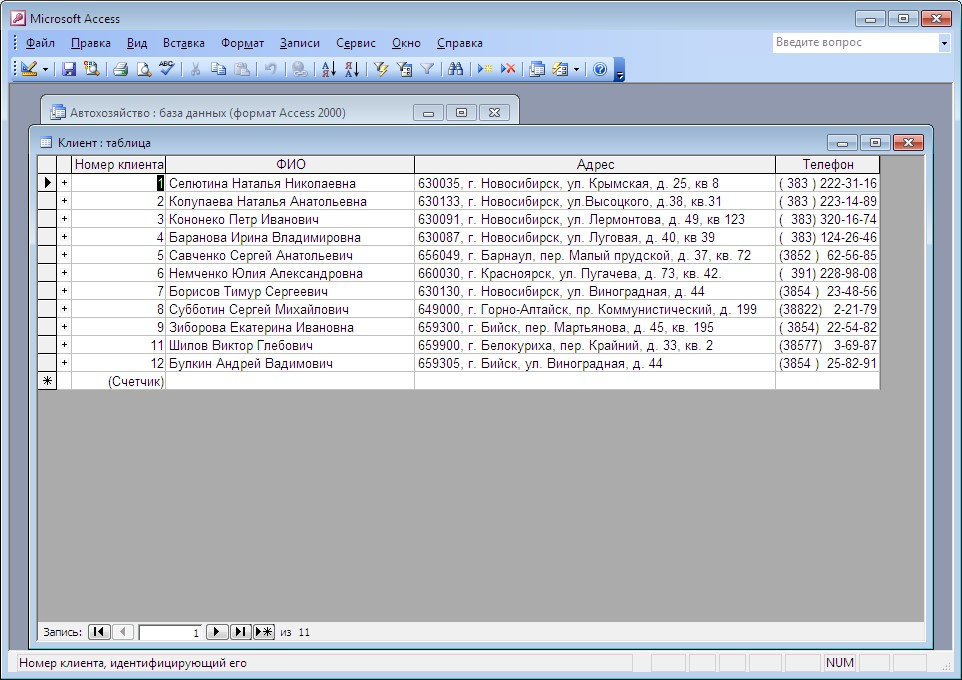 Microsoft Access
Файл Правка Вид Вставка Формат Записи Сервис Окно Справка Введите вопрос
Автохозяйство : база данных (формат Access 2000)
Клиент : таблица
Номер клиента ФИО Адрес Телефон
+ 1 Селютина Наталья Николаевна 630035, г. Новосибирск, ул. Крымская, д. 25, кв 8 ( 383 ) 222-31-16
+ 2 Колупаева Наталья Анатольевна 630133, г. Новосибирск, ул.Высоцкого, д.38, кв.31 ( 383 ) 223-14-89
+ 3 Кононеко Петр Иванович 630091, г. Новосибирск, ул. Лермонтова, д. 49, кв 123 ( 383) 320-16-74
+ 4 Баранова Ирина Владимировна 630087, г. Новосибирск, ул. Луговая, д. 40, кв 39 ( 383) 124-26-46
+ 5 Савченко Сергей Анатольевич 656049, г. Барнаул, пер. Малый прудской, д. 37, кв. 72 (3852 ) 62-56-85
+ 6 Немченко Юлия Александровна 660030, г. Красноярск, ул. Пугачева, д. 73, кв. 42. ( 391) 228-98-08
+ 7 Борисов Тимур Сергеевич 630130, г. Новосибирск, ул. Виноградная, д. 44 (3854 ) 23-48-56
+ 8 Субботин Сергей Михайлович 649000, г. Горно-Алтайск, пр. Коммунистический, д. 199 (38822) 2-21-79
+ 9 Зиборова Екатерина Ивановна 659300, г. Бийск, пер. Мартьянова, д. 45, кв. 195 ( 3854) 22-54-82
+ 11 Шилов Виктор Глебович 659900, г. Белокуриха, пер. Крайний, д. 33, кв. 2 (38577) 3-69-87
+ 12 Булкин Андрей Вадимович 659305, г. Бийск, ул. Виноградная, д. 44 (3854 ) 25-82-91
(Счетчик)
Запись: 1 из 11
Номер клиента, идентифицирующий его NUM